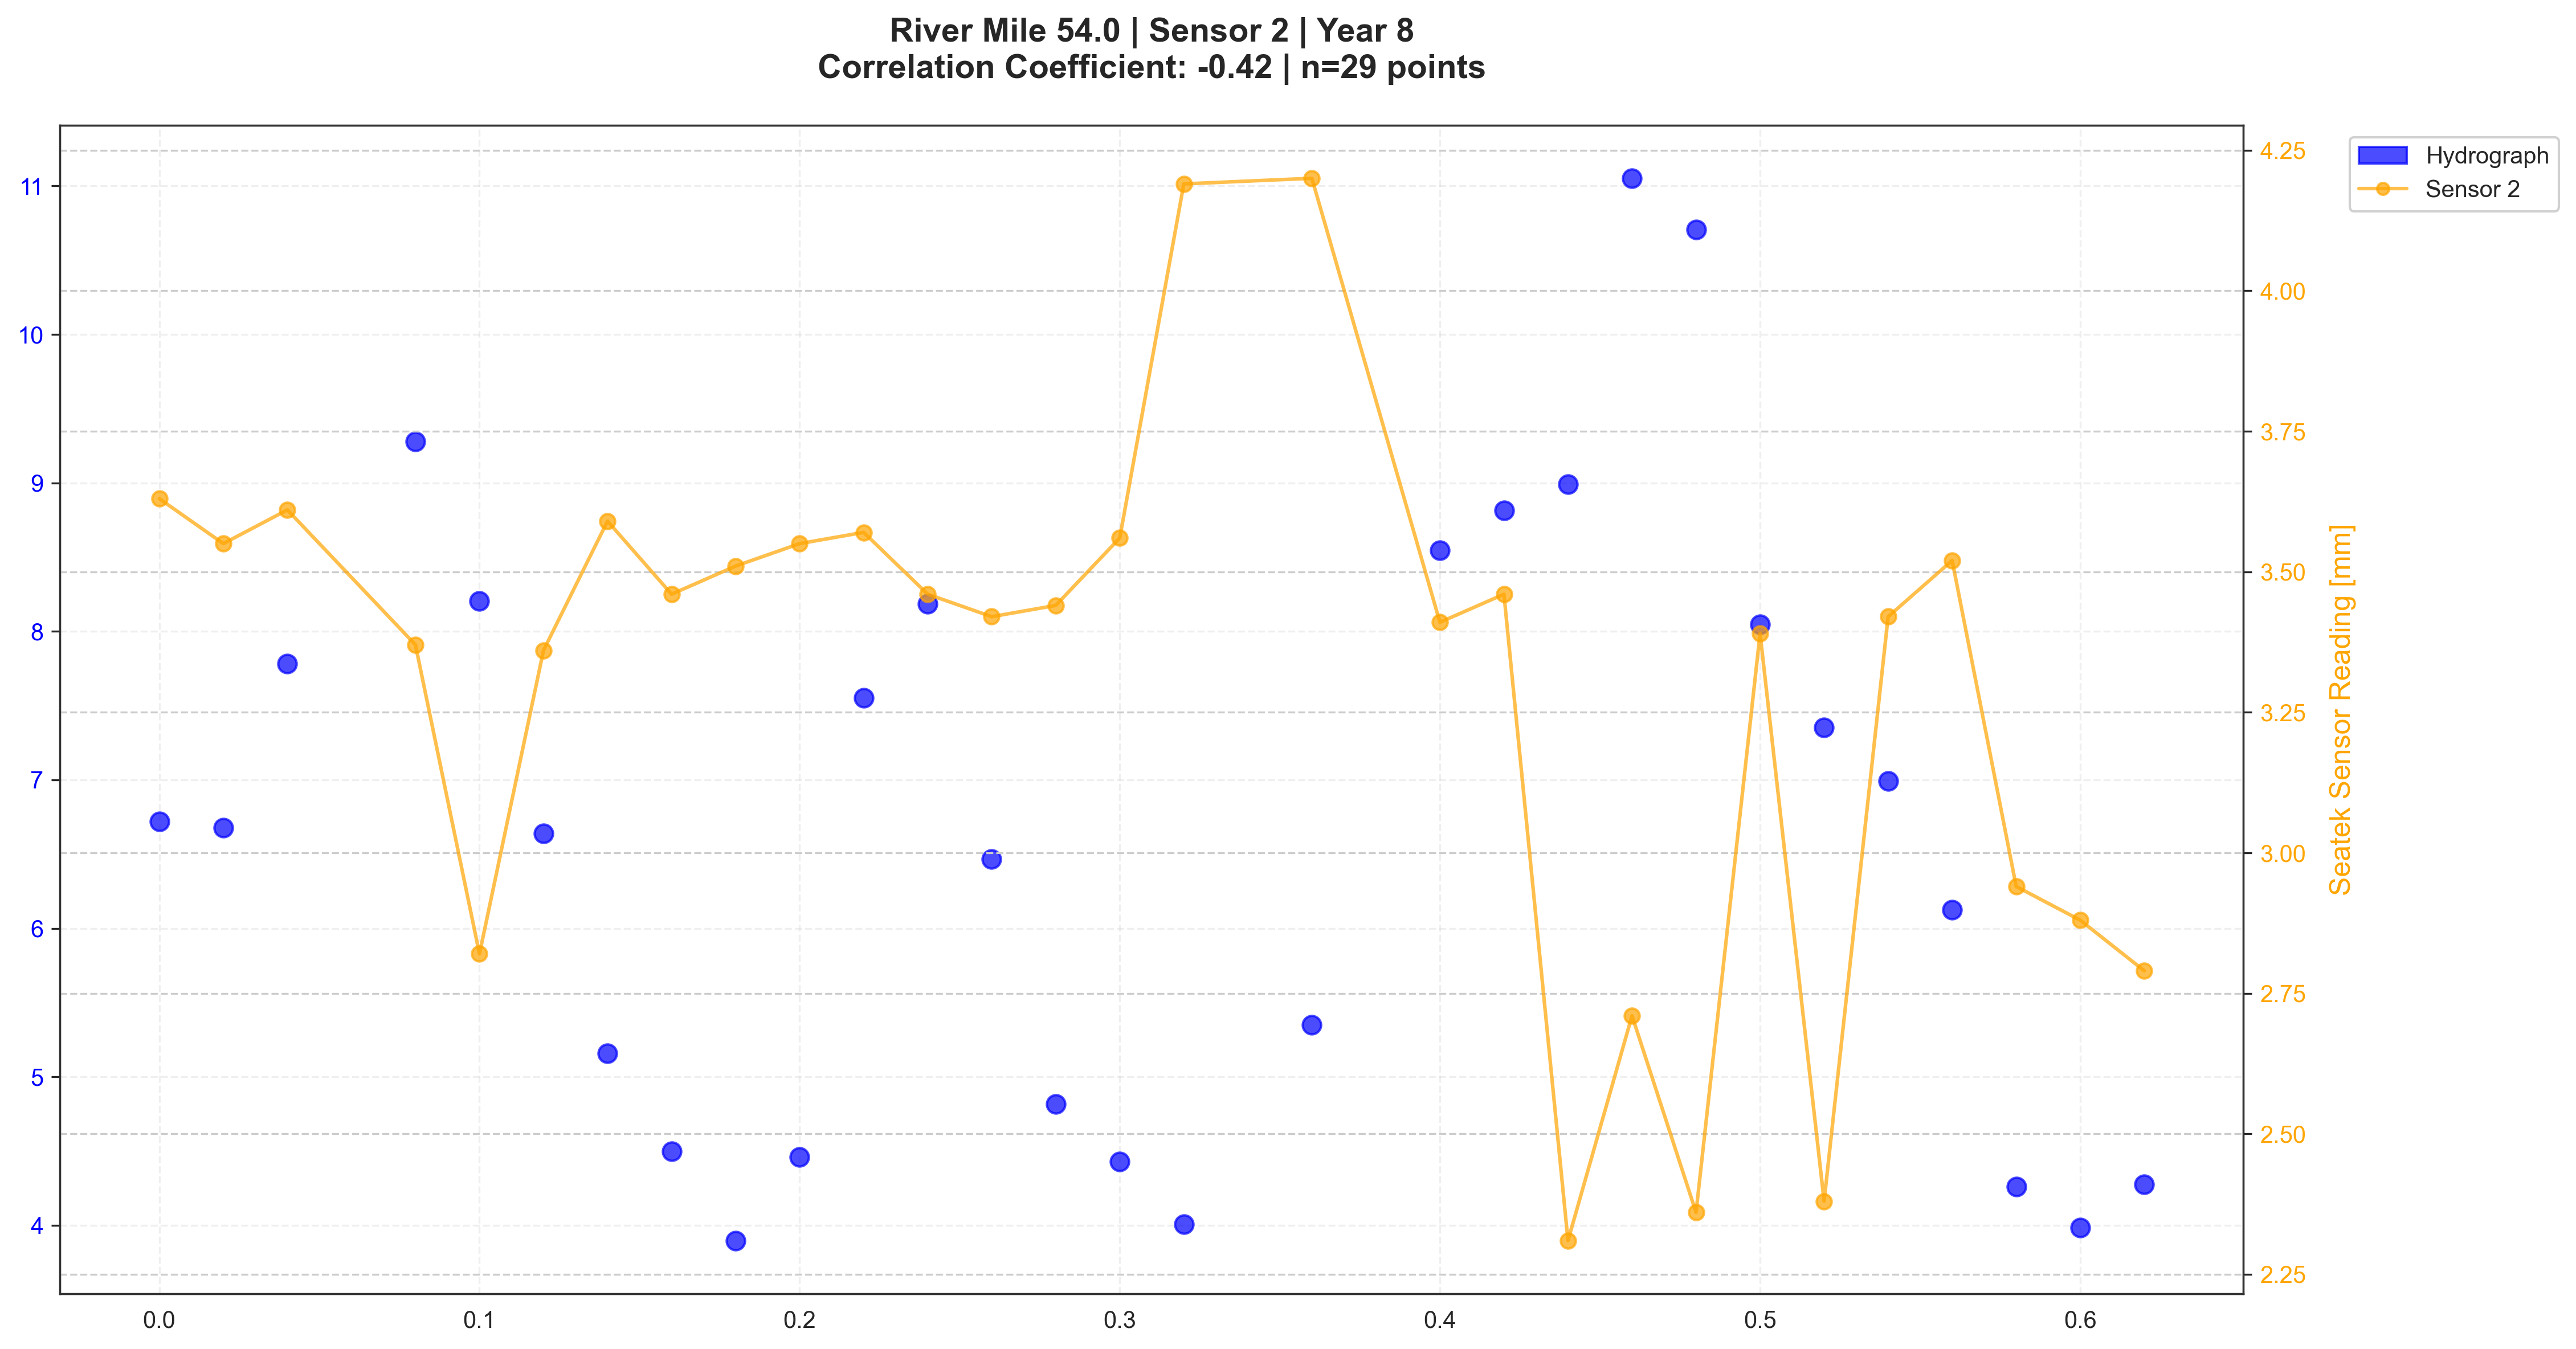 River Mile 54.0 | Sensor 2 | Year 8
Correlation Coefficient: -0.42 | n=29 points
Hydrograph
Sensor 2
11
10
9
8
7
6
5
4
4.25
4.00
3.75
3.50
3.25
3.00
2.75
2.50
2.25
Seatek Sensor Reading [mm]
0.0 0.1 0.2 0.3 0.4 0.5 0.6